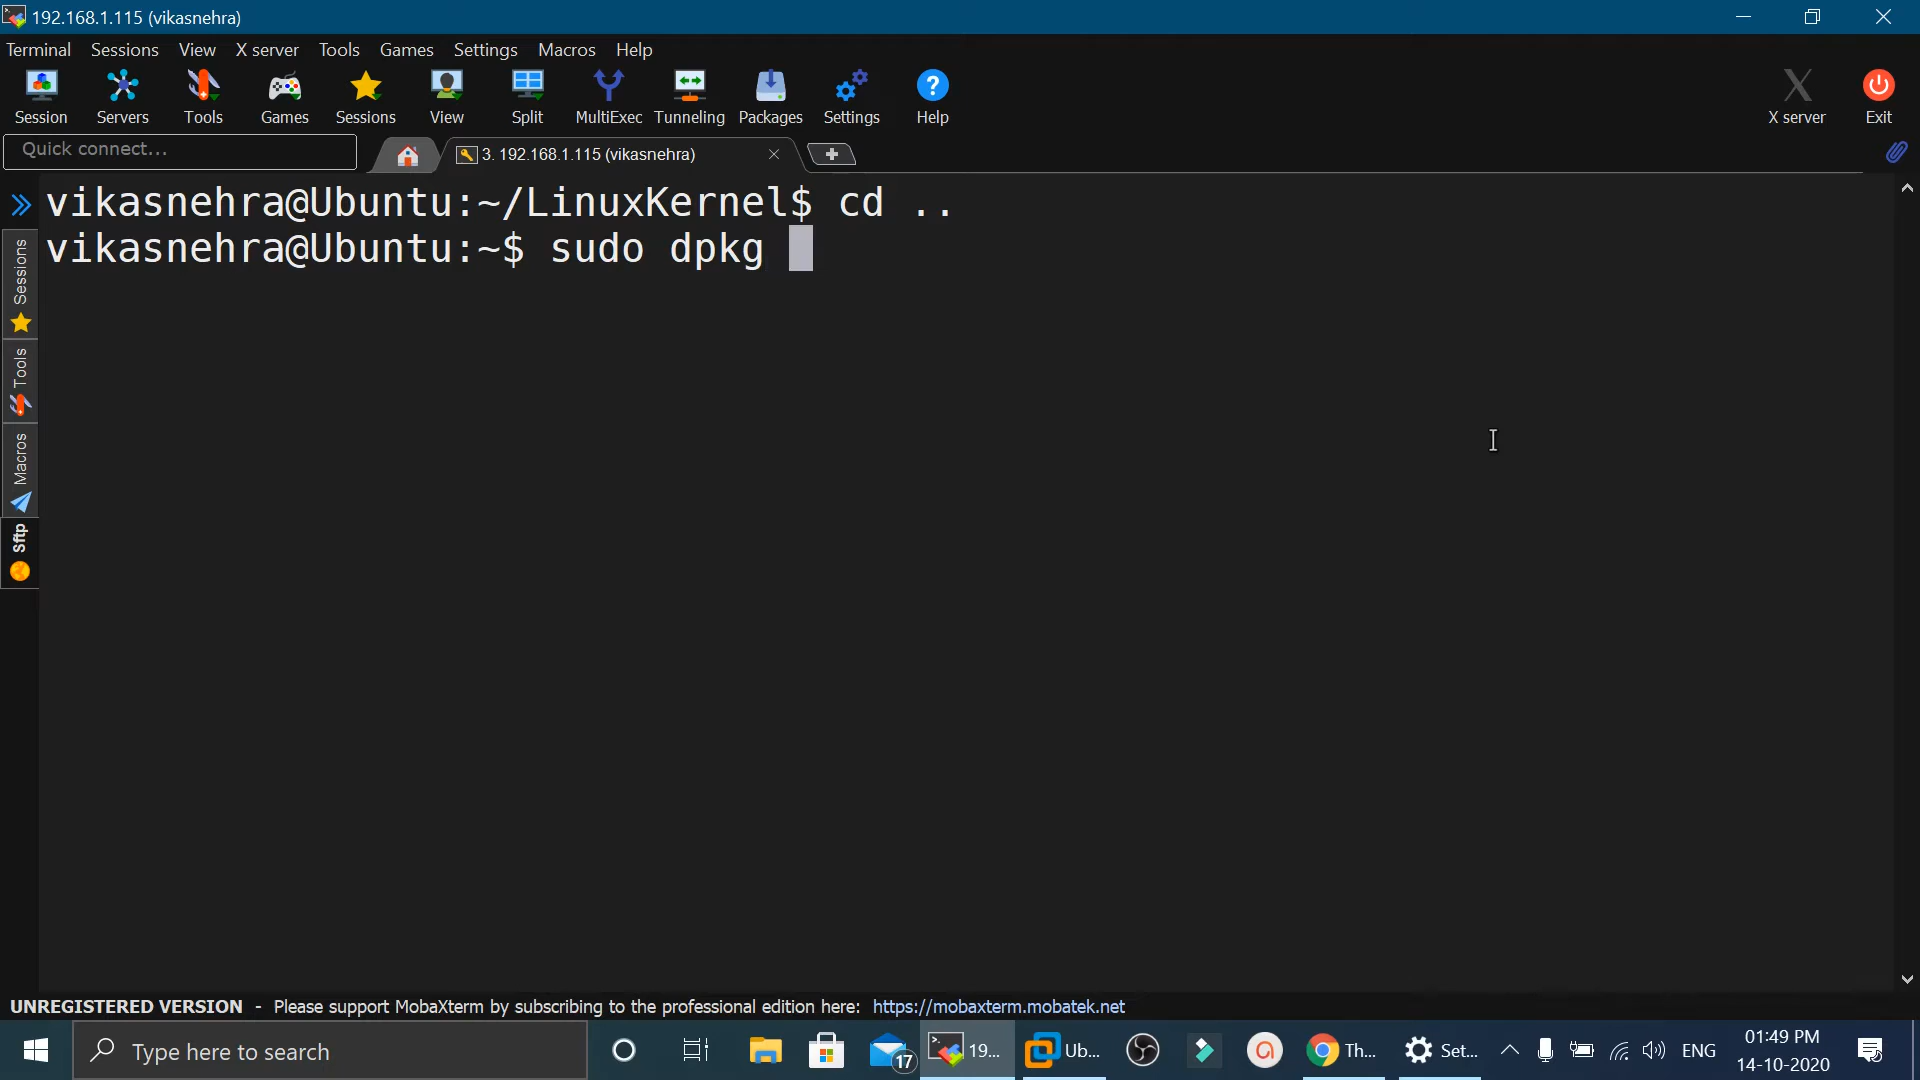 192.168.1.115 (vikasnehra)
Terminal Sessions View X server Tools Games Settings Macros Help
Session Servers Tools Games Sessions View Split MultiExec Tunneling Packages Settings Help X server Exit
Quick connect...
3. 192.168.1.115 (vikasnehra)
vikasnehra@Ubuntu:~/LinuxKernel$ cd ..
vikasnehra@Ubuntu:~$ sudo dpkg
Sessions
Tools
Macros
Sftp
UNREGISTERED VERSION - Please support MobaXterm by subscribing to the professional edition here: https://mobaxterm.mobatek.net
Type here to search
17
19...
Ub...
Th...
Set...
ENG
01:49 PM
14-10-2020